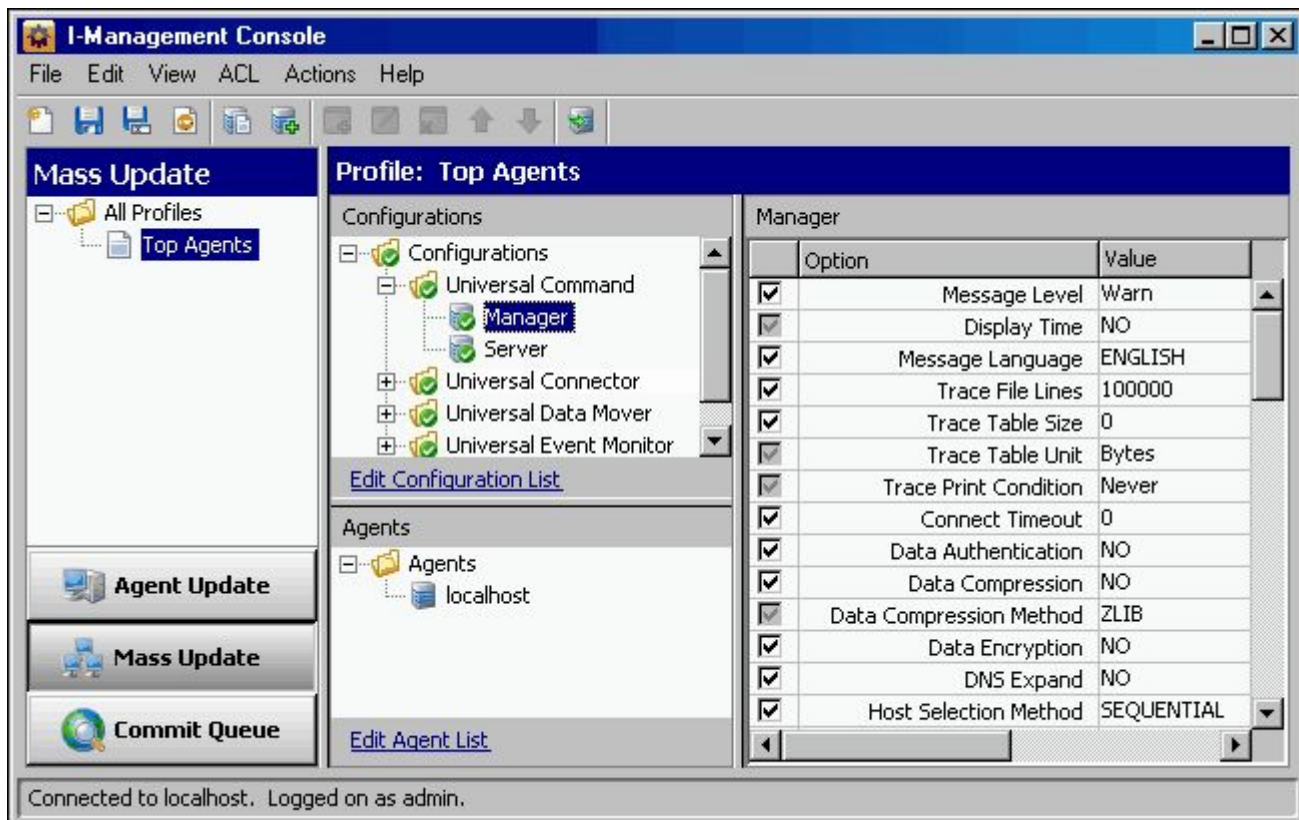 I-Management Console
File Edit View ACL Actions Help
Mass Update
All Profiles
Top Agents
Agent Update
Mass Update
Commit Queue
Profile: Top Agents
Configurations
Configurations
Universal Command
Manager
Server
Universal Connector
Universal Data Mover
Universal Event Monitor
Edit Configuration List
Agents
Agents
localhost
Edit Agent List
Manager
Option Value
Message Level Warn
Display Time NO
Message Language ENGLISH
Trace File Lines 100000
Trace Table Size 0
Trace Table Unit Bytes
Trace Print Condition Never
Connect Timeout 0
Data Authentication NO
Data Compression NO
Data Compression Method ZLIB
Data Encryption NO
DNS Expand NO
Host Selection Method SEQUENTIAL
Connected to localhost. Logged on as admin.